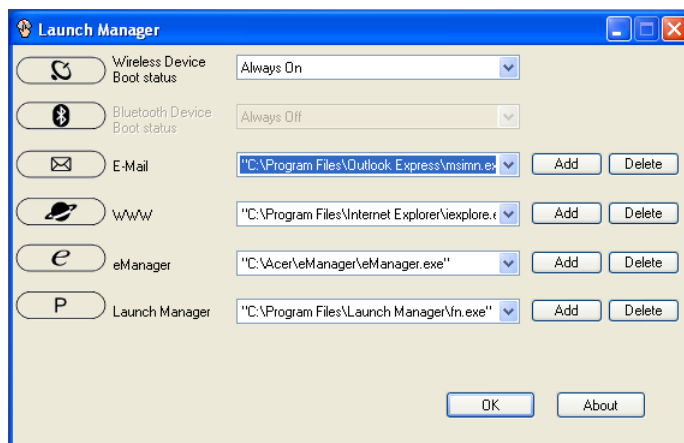 Launch Manager
Wireless Device
Boot status
Always On
Bluetooth Device
Boot status
Always Off
E-Mail
"C:\Program Files\Outlook Express\msimn.ex
Add
Delete
WWW
"C:\Program Files\Internet Explorer\iexplore.e
Add
Delete
e
eManager
"C:\Acer\eManager\eManager.exe"
Add
Delete
P
Launch Manager
"C:\Program Files\Launch Manager\fn.exe"
Add
Delete
OK
About